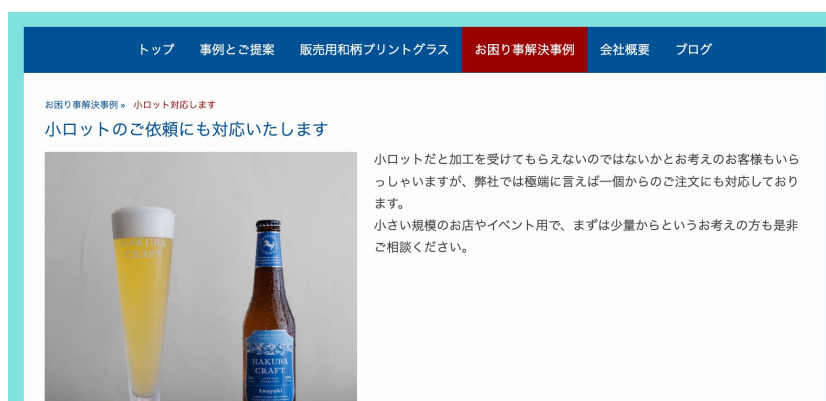 トップ 事例とご提案 販売用和柄プリントグラス お困り事解決事例 会社概要 ブログ
お困り事解決事例 » 小ロット対応します
小ロットのご依頼にも対応いたします
小ロットだと加工を受けてもらえないのではないかとお考えのお客様もいら
っしゃいますが、弊社では極端に言えば一個からのご注文にも対応しており
ます。
小さい規模のお店やイベント用で、まずは少量からというお考えの方も是非
ご相談ください。
HAKUBA
CRAFT
HAKUBA
CRAFT
Awayuki